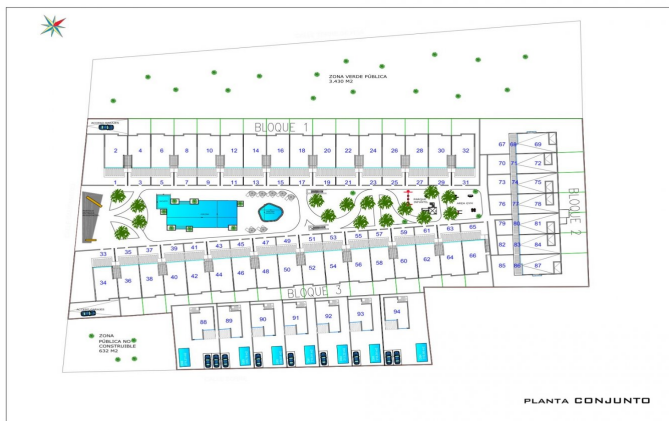 ZONA VERDE PÚBLICA
3.430 M2
BLOQUE 1
2 4 6 8 10 12 14 16 18 20 22 24 26 28 30 32
1 3 5 7 9 11 13 15 17 19 21 23 25 27 29 31
67 68 69
70 71 72
73 74 75
76 77 78
79 80 81
82 83 84
85 86 87
BLOQUE 2
33 35 37 39 41 43 45 47 49 51 53 55 57 59 61 63 65
34 36 38 40 42 44 46 48 50 52 54 56 58 60 62 64 66
BLOQUE 3
88 89 90 91 92 93 94
ZONA
PÚBLICA NO
CONSTRUIBLE
632 M2
PLANTA CONJUNTO